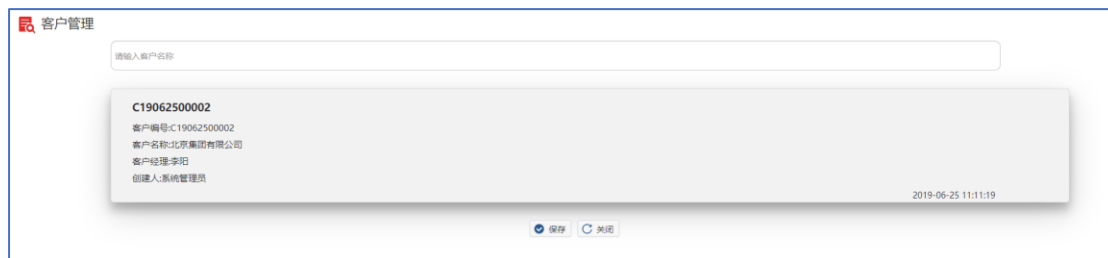 客户管理
请输入客户名称
C19062500002
客户编号:C19062500002
客户名称:北京集团有限公司
客户经理:李阳
创建人:系统管理员
2019-06-25 11:11:19
保存 关闭